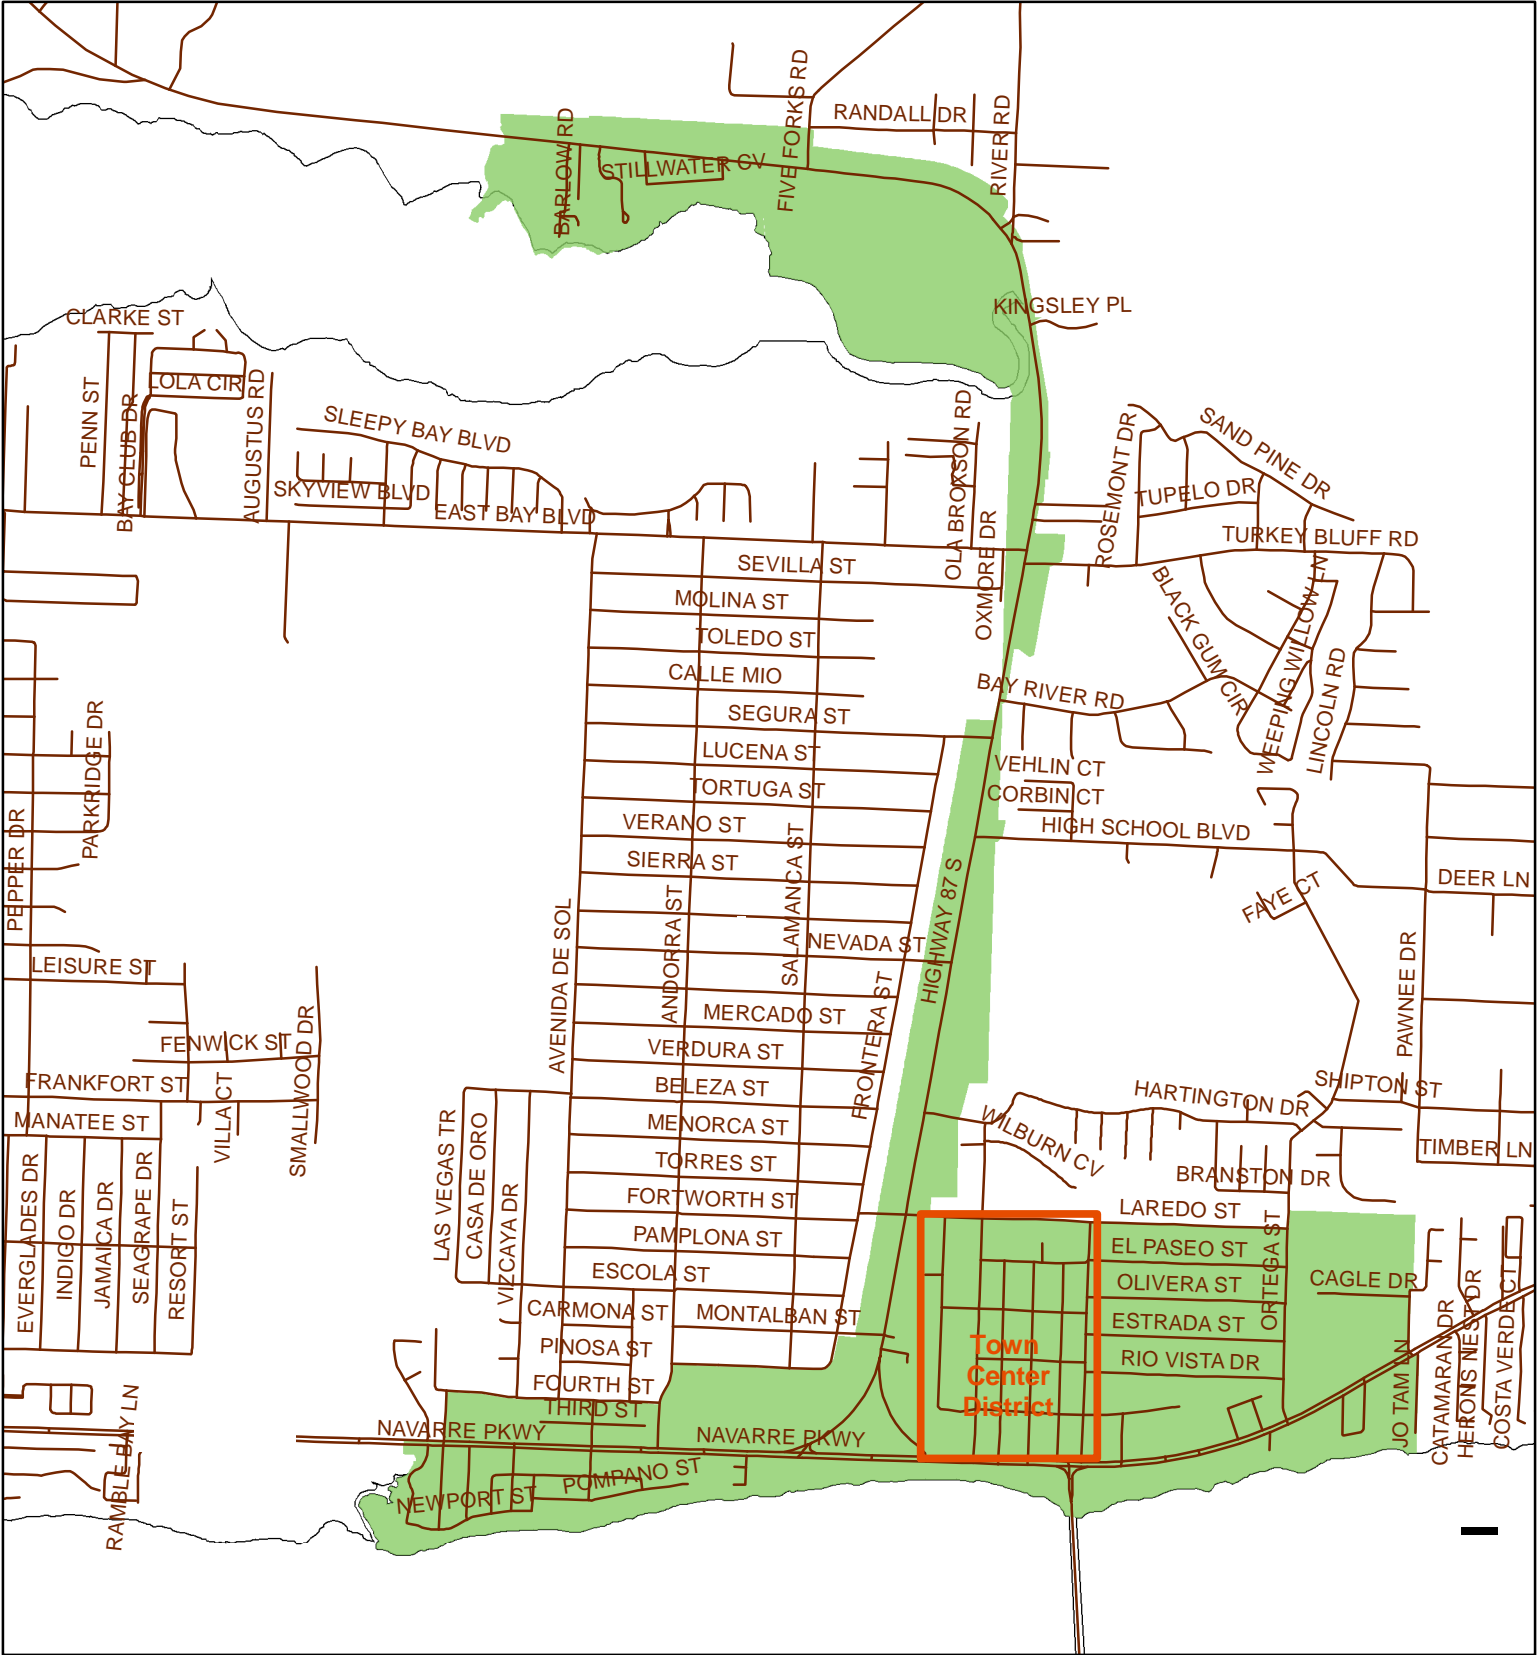 FIVE FORKS RD
RANDALL DR
RIVER RD
BARLOW RD
STILLWATER CV
KINGSLEY PL
CLARKE ST
LOLA CIR
PENN ST
BAY CLUB DR
AUGUSTUS RD
SLEEPY BAY BLVD
SKYVIEW BLVD
EAST BAY BLVD
OLA BROXSON RD
OXMORE DR
ROSEMONT DR
SAND PINE DR
TUPELO DR
TURKEY BLUFF RD
BLACK GUM CIR
WEEPING WILLOW LN
LINCOLN RD
SEVILLA ST
MOLINA ST
TOLEDO ST
CALLE MIO
SEGURA ST
BAY RIVER RD
LUCENA ST
TORTUGA ST
VERANO ST
SIERRA ST
VEHLIN CT
CORBIN CT
HIGH SCHOOL BLVD
DEER LN
FAYE CT
PARKRIDGE DR
PEPPER DR
AVENIDA DE SOL
ANDORRA ST
SALAMANCA ST
NEVADA ST
HIGHWAY 87 S
FRONTERA ST
PAWNEE DR
LEISURE ST
FENWICK ST
SMALLWOOD DR
FRANKFORT ST
VILLA CT
MANATEE ST
MERCADO ST
VERDURA ST
BELEZA ST
MENORCA ST
TORRES ST
FORTWORTH ST
PAMPLONA ST
ESCOLA ST
HARTINGTON DR
SHIPTON ST
WILBURN CV
TIMBER LN
BRANSTON DR
LAREDO ST
EL PASEO ST
OLIVERA ST
ESTRADA ST
RIO VISTA DR
ORTEGA ST
CAGLE DR
EVERGLADES DR
INDIGO DR
JAMAICA DR
SEAGRAPE DR
RESORT ST
LAS VEGAS TR
CASA DE ORO
VIZCAYA DR
CARMONA ST
MONTALBAN ST
PINOSA ST
FOURTH ST
THIRD ST
Town
Center
District
NAVARRE PKWY
NAVARRE PKWY
POMPANO ST
NEWPORT ST
RAMBLE BAY LN
JO TAM LN
CATAMARAN DR
HERONS NEST DR
COSTA VERDE CT